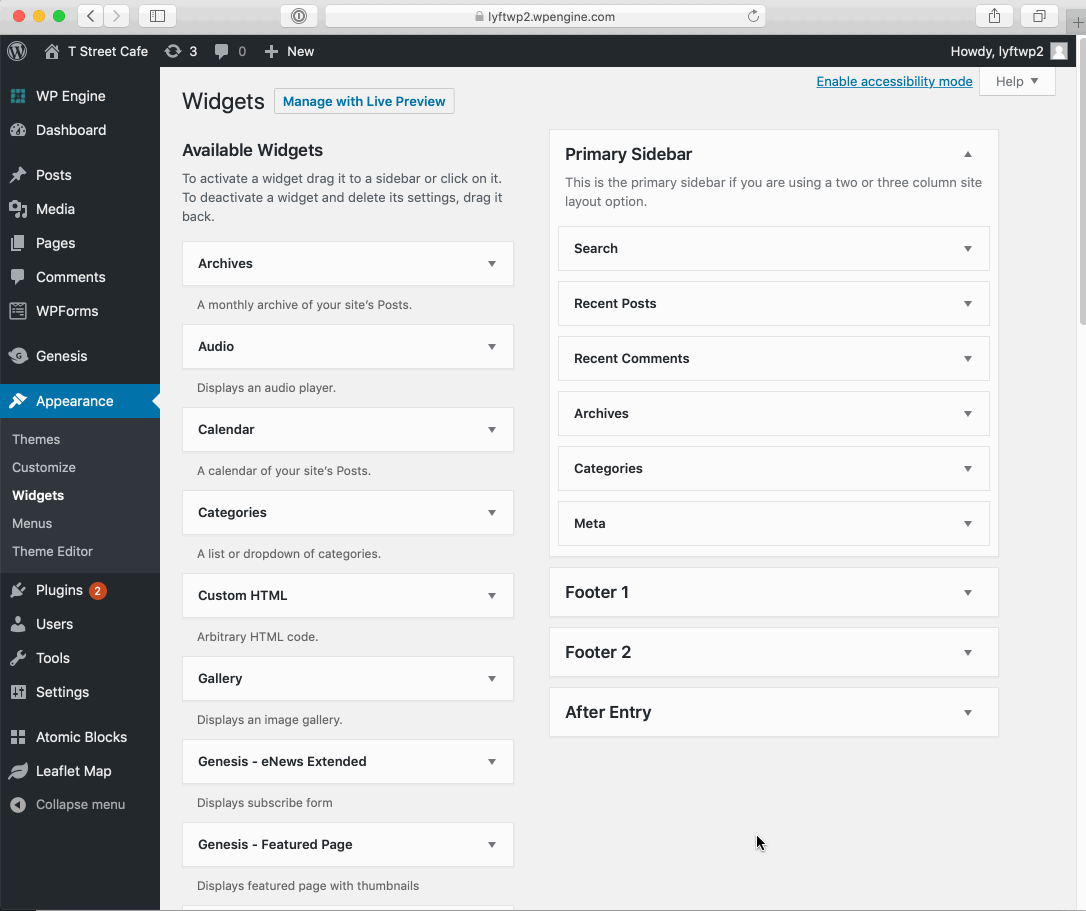 lyftwp2.wpengine.com
T Street Cafe 3 0 New
Howdy, lyftwp2
WP Engine
Dashboard
Posts
Media
Pages
Comments
WPForms
Genesis
Appearance
Themes
Customize
Widgets
Menus
Theme Editor
Plugins 2
Users
Tools
Settings
Atomic Blocks
Leaflet Map
Collapse menu
Enable accessibility mode
Help
Widgets
Manage with Live Preview
Available Widgets
To activate a widget drag it to a sidebar or click on it.
To deactivate a widget and delete its settings, drag it
back.
Archives
A monthly archive of your site's Posts.
Audio
Displays an audio player.
Calendar
A calendar of your site's Posts.
Categories
A list or dropdown of categories.
Custom HTML
Arbitrary HTML code.
Gallery
Displays an image gallery.
Genesis - eNews Extended
Displays subscribe form
Genesis - Featured Page
Displays featured page with thumbnails
Primary Sidebar
This is the primary sidebar if you are using a two or three column site
layout option.
Search
Recent Posts
Recent Comments
Archives
Categories
Meta
Footer 1
Footer 2
After Entry